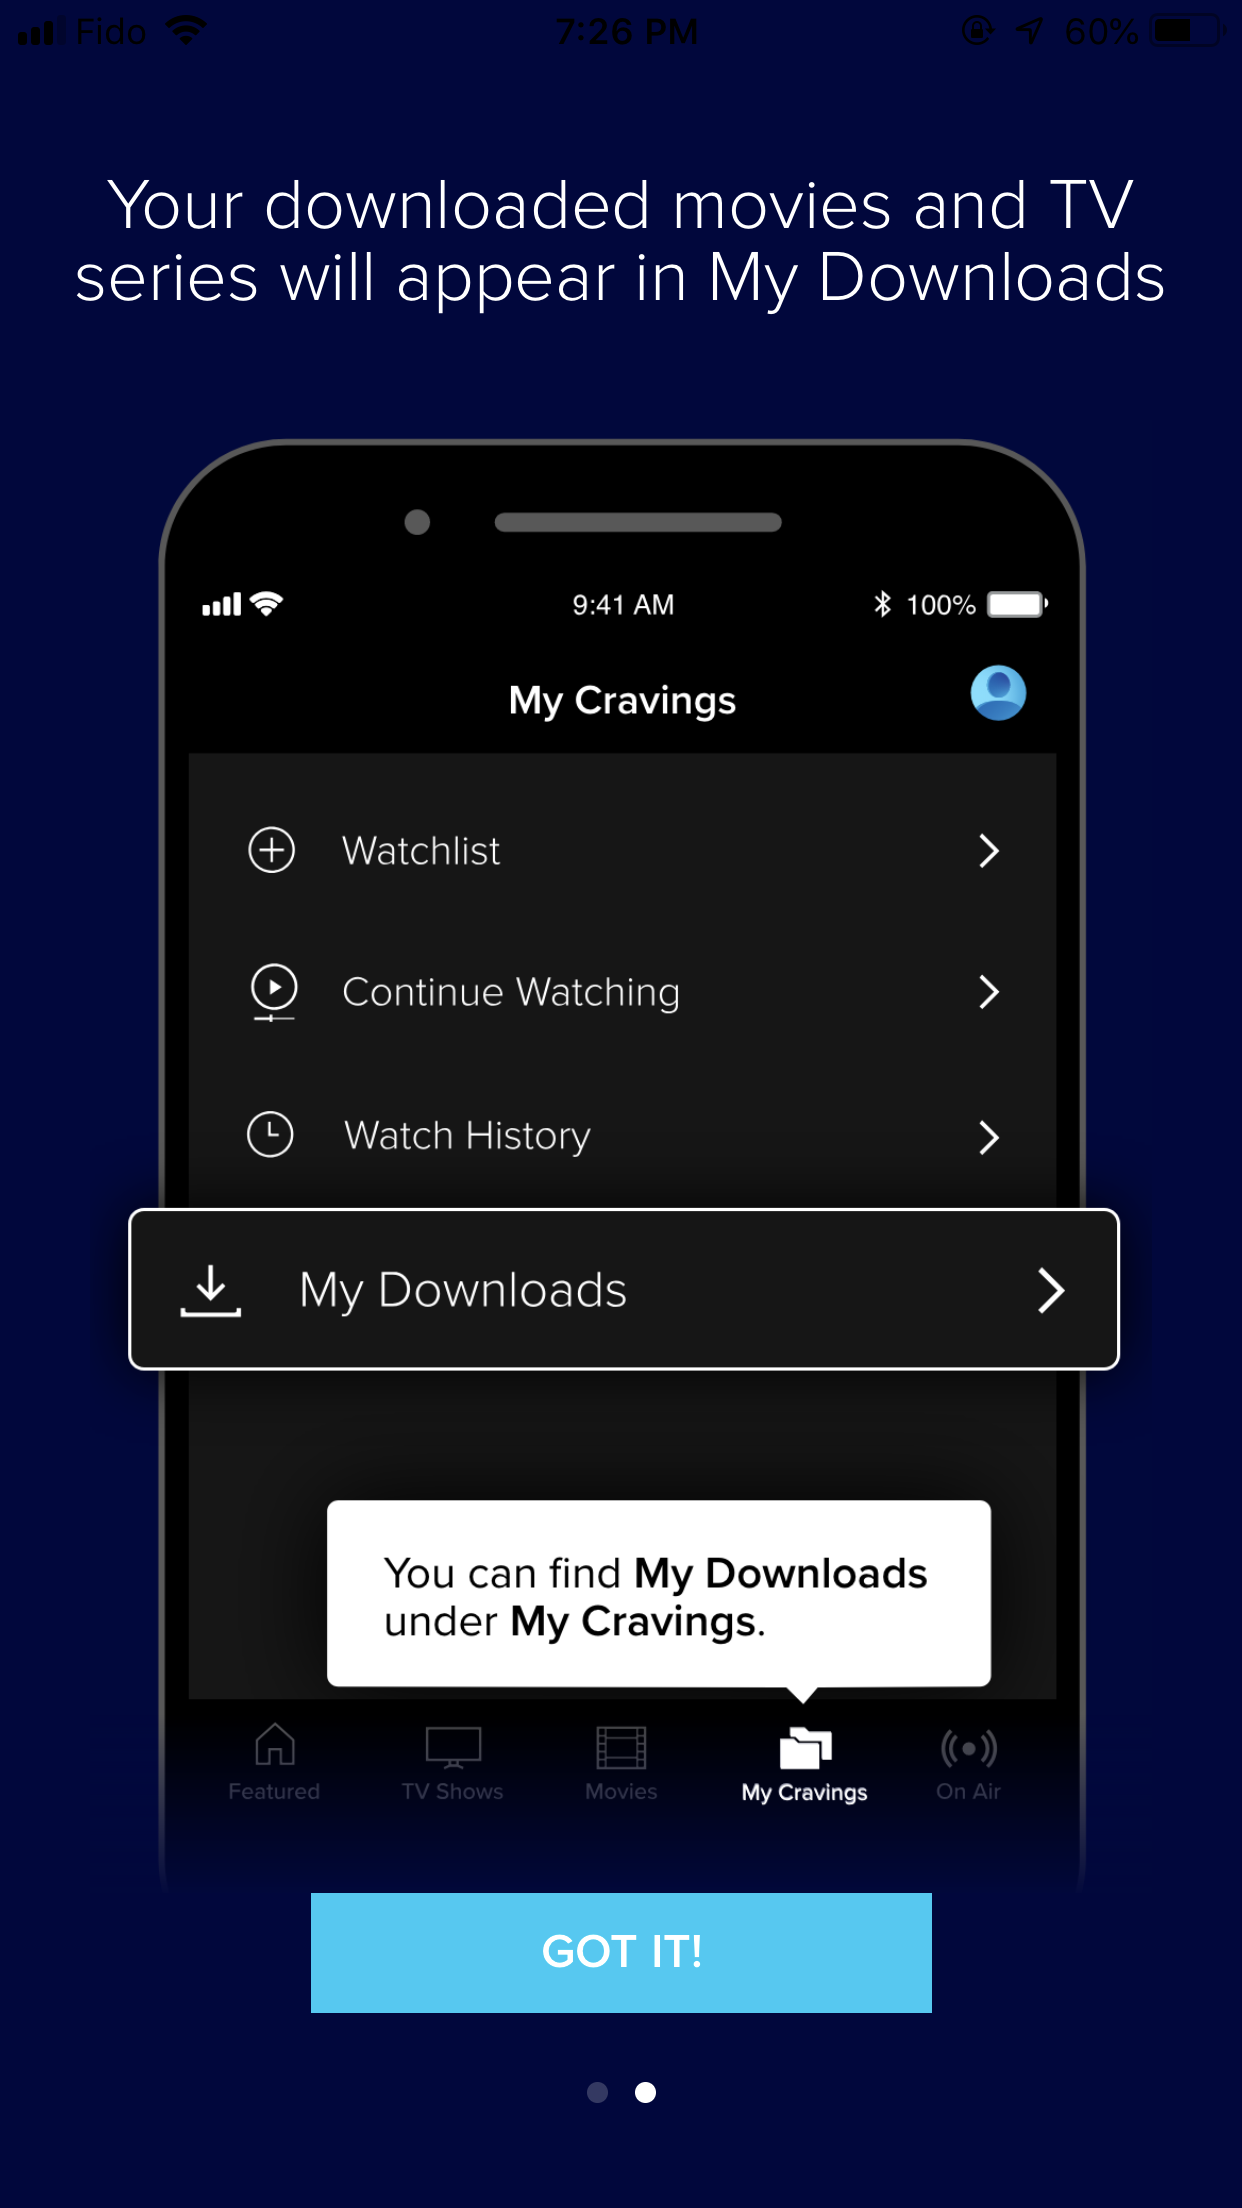 Fido 7:26 PM 60%
Your downloaded movies and TV
series will appear in My Downloads
9:41 AM 100%
My Cravings
Watchlist
Continue Watching
Watch History
My Downloads
You can find My Downloads
under My Cravings.
Featured TV Shows Movies My Cravings On Air
GOT IT!